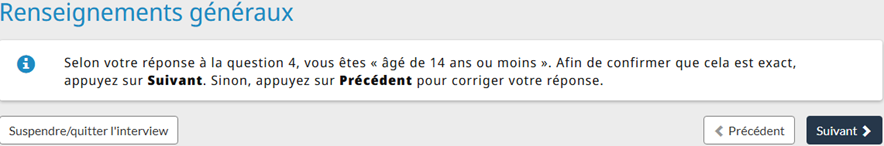 Renseignements généraux
Selon votre réponse à la question 4, vous êtes « âgé de 14 ans ou moins ». Afin de confirmer que cela est exact,
appuyez sur Suivant. Sinon, appuyez sur Précédent pour corriger votre réponse.
Suspendre/quitter l'interview
Précédent
Suivant